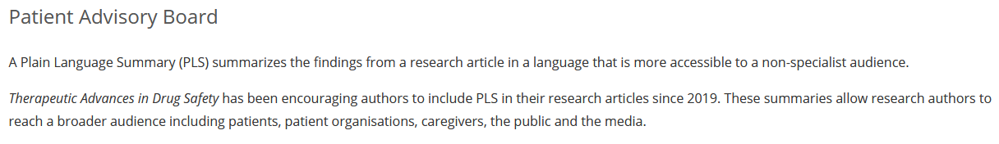 Patient Advisory Board
A Plain Language Summary (PLS) summarizes the findings from a research article in a language that is more accessible to a non-specialist audience.
Therapeutic Advances in Drug Safety has been encouraging authors to include PLS in their research articles since 2019. These summaries allow research authors to
reach a broader audience including patients, patient organisations, caregivers, the public and the media.